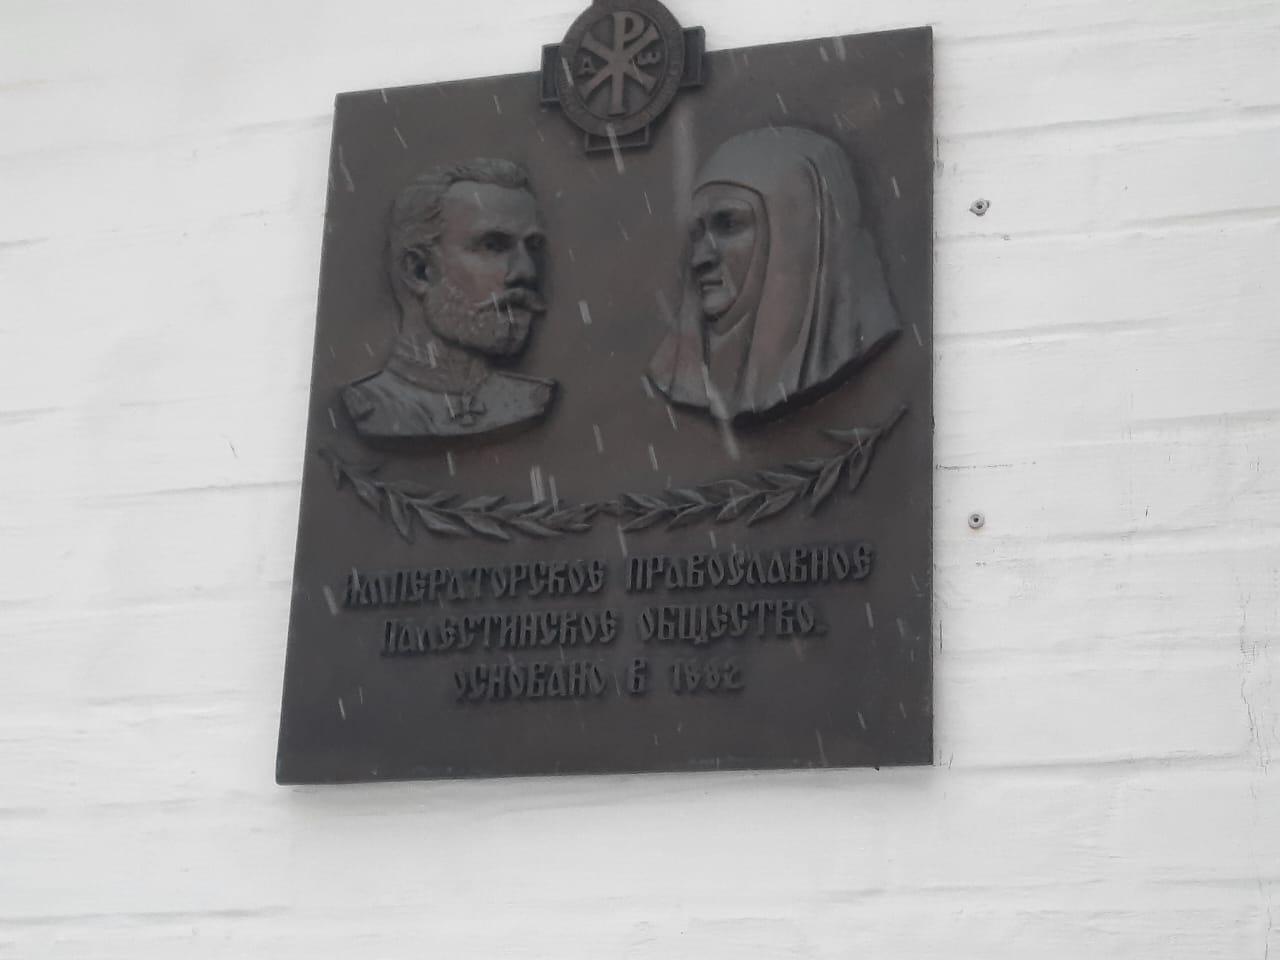 А Ѡ
ИМПЕРАТОРСКОЕ ПРАВОСЛАВНОЕ
ПАЛЕСТИНСКОЕ ОБЩЕСТВО.
ОСНОВАНО В 1882